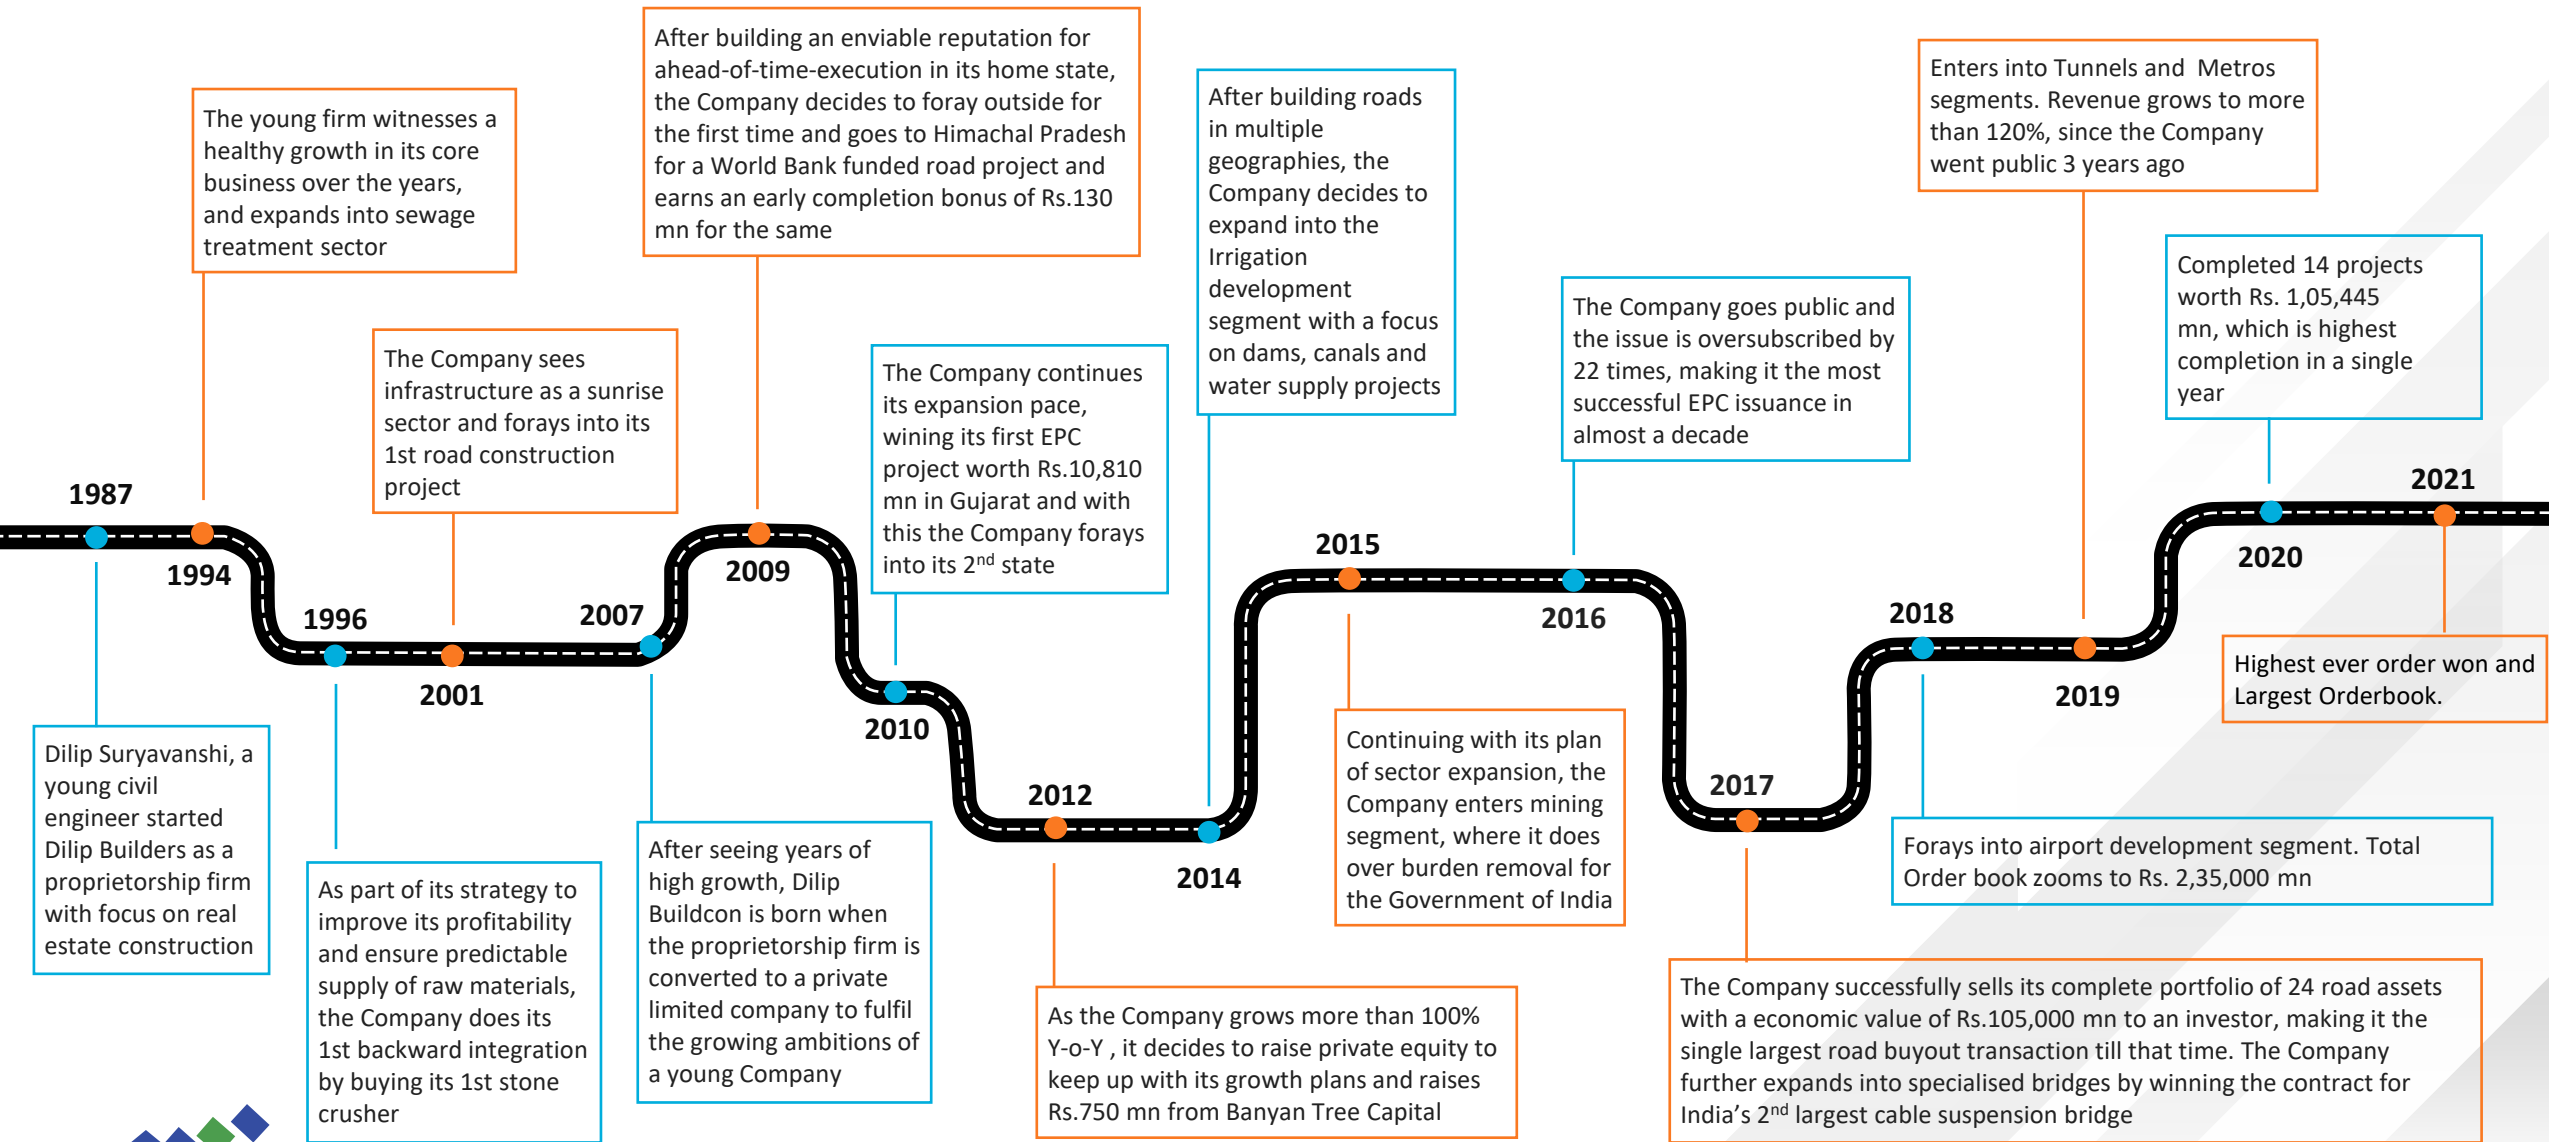 1987
Dilip Suryavanshi, a
young civil
engineer started
Dilip Builders as a
proprietorship firm
with focus on real
estate construction
The young firm witnesses a
healthy growth in its core
business over the years,
and expands into sewage
treatment sector
1994
1996
As part of its strategy to
improve its profitability
and ensure predictable
supply of raw materials,
the Company does its
1st backward integration
by buying its 1st stone
crusher
The Company sees
infrastructure as a sunrise
sector and forays into its
1st road construction
project
2001
2007
After seeing years of
high growth, Dilip
Buildcon is born when
the proprietorship firm is
converted to a private
limited company to fulfil
the growing ambitions of
a young Company
After building an enviable reputation for
ahead-of-time-execution in its home state,
the Company decides to foray outside for
the first time and goes to Himachal Pradesh
for a World Bank funded road project and
earns an early completion bonus of Rs.130
mn for the same
2009
The Company continues
its expansion pace,
wining its first EPC
project worth Rs.10,810
mn in Gujarat and with
this the Company forays
into its 2nd state
2010
2012
As the Company grows more than 100%
Y-o-Y , it decides to raise private equity to
keep up with its growth plans and raises
Rs.750 mn from Banyan Tree Capital
After building roads
in multiple
geographies, the
Company decides to
expand into the
Irrigation
development
segment with a focus
on dams, canals and
water supply projects
2014
2015
Continuing with its plan
of sector expansion, the
Company enters mining
segment, where it does
over burden removal for
the Government of India
The Company goes public and
the issue is oversubscribed by
22 times, making it the most
successful EPC issuance in
almost a decade
2016
2017
The Company successfully sells its complete portfolio of 24 road assets
with a economic value of Rs.105,000 mn to an investor, making it the
single largest road buyout transaction till that time. The Company
further expands into specialised bridges by winning the contract for
India's 2nd largest cable suspension bridge
2018
Forays into airport development segment. Total
Order book zooms to Rs. 2,35,000 mn
Enters into Tunnels and Metros
segments. Revenue grows to more
than 120%, since the Company
went public 3 years ago
2019
Completed 14 projects
worth Rs. 1,05,445
mn, which is highest
completion in a single
year
2020
2021
Highest ever order won and
Largest Orderbook.